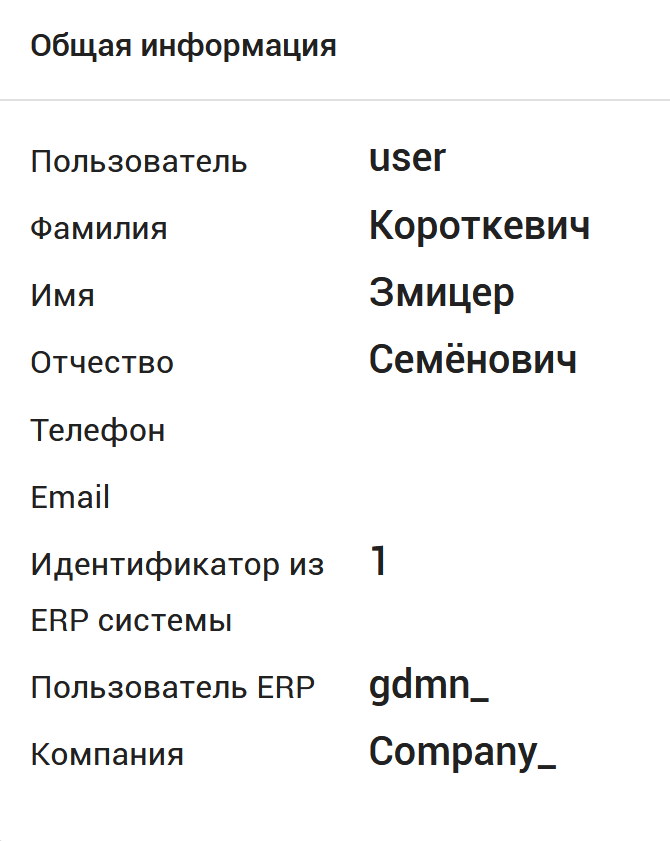 Общая информация
Пользователь user
Фамилия Короткевич
Имя Змицер
Отчество Семёнович
Телефон
Email
Идентификатор из 1
ERP системы
Пользователь ERP gdmn_
Компания Company_